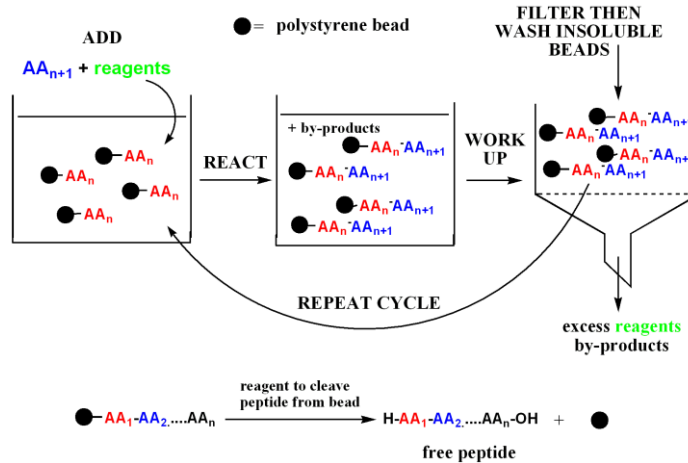 ADD
= polystyrene bead
FILTER THEN
WASH INSOLUBLE
BEADS
AAn+1 + reagents
+ by-products
AAn
AAn
AAn
AAn
REACT
AAn-AAn+1
AAn-AAn+1
AAn-AAn+1
AAn-AAn+1
WORK
UP
AAn-AAn+1
AAn-AAn+1
AAn-AAn+1
AAn-AAn+1
REPEAT CYCLE
excess reagents
by-products
reagent to cleave
peptide from bead
AA1-AA2.....AAn
H-AA1-AA2.....AAn-OH +
free peptide